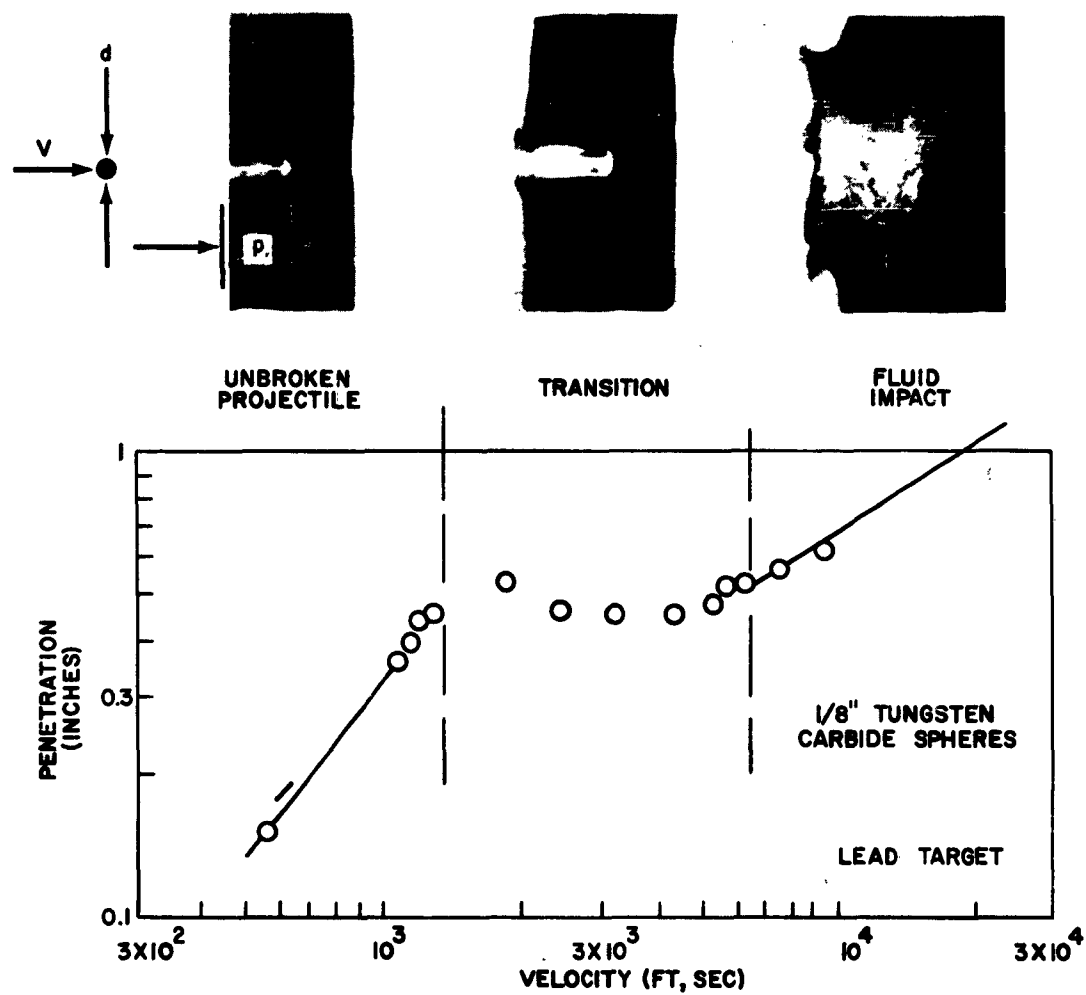 d
V
P.
UNBROKEN
PROJECTILE
TRANSITION
FLUID
IMPACT
1
0.3
0.1
PENETRATION
(INCHES)
1/8" TUNGSTEN
CARBIDE SPHERES
LEAD TARGET
3X10²
10³
3X10³
10⁴
3X10⁴
VELOCITY (FT, SEC)